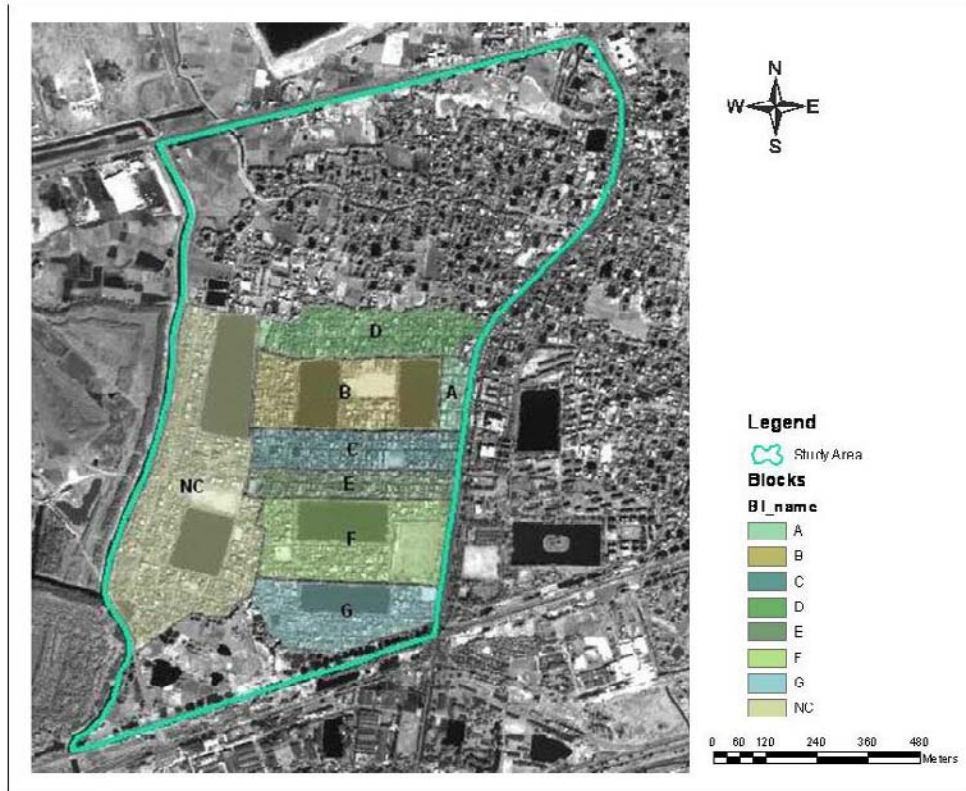 N
W E
S
D
B
A
C
E
NC
F
G
Legend
Study Area
Blocks
Bl_name
A
B
C
D
E
F
G
NC
0 60 120 240 360 480
Meters